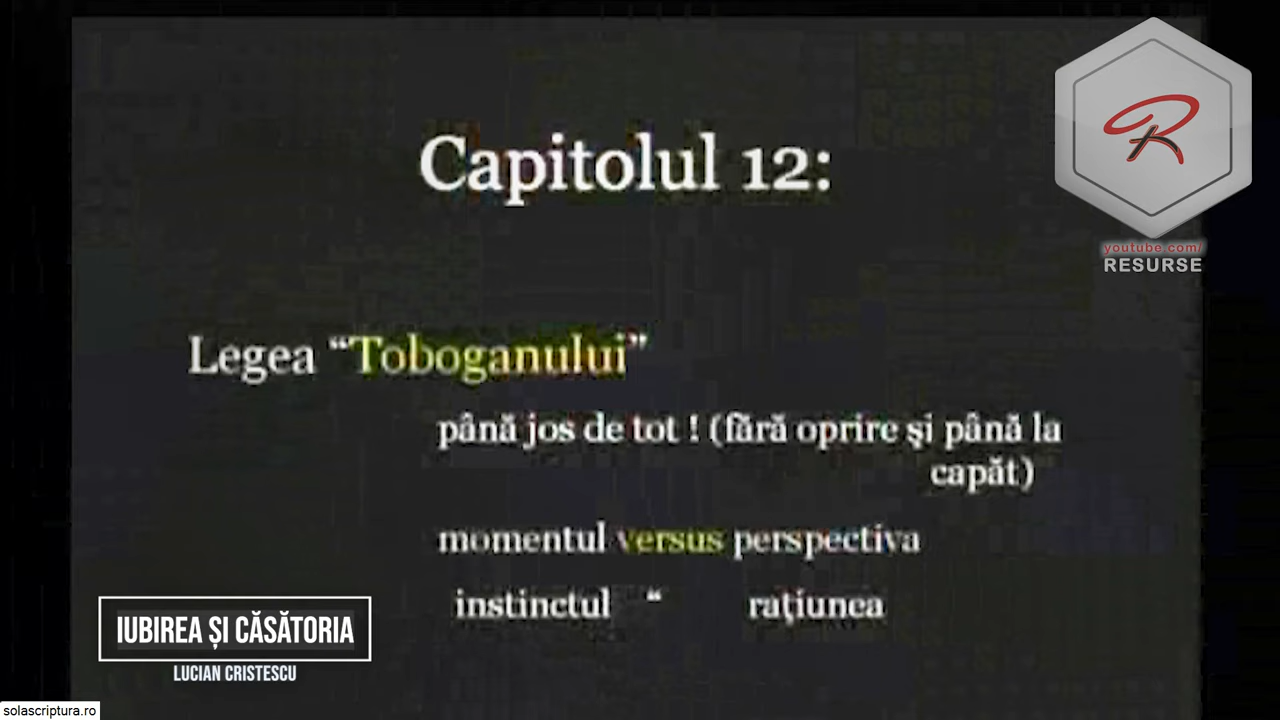 Capitolul 12:
youtube.com/
RESURSE
Legea “Toboganului”
până jos de tot ! (fără oprire şi până la
capăt)
momentul versus perspectiva
instinctul “ raţiunea
IUBIREA ȘI CĂSĂTORIA
LUCIAN CRISTESCU
solascriptura.ro